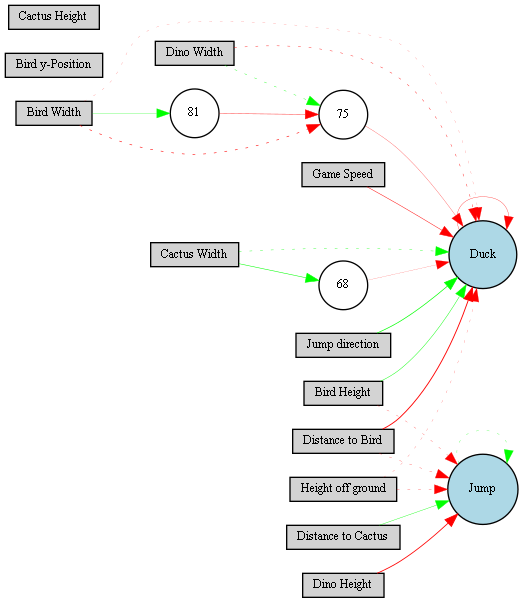 Cactus Height
Bird y-Position
Dino Width
Bird Width
81
75
Game Speed
Cactus Width
Duck
68
Jump direction
Bird Height
Distance to Bird
Height off ground
Jump
Distance to Cactus
Dino Height